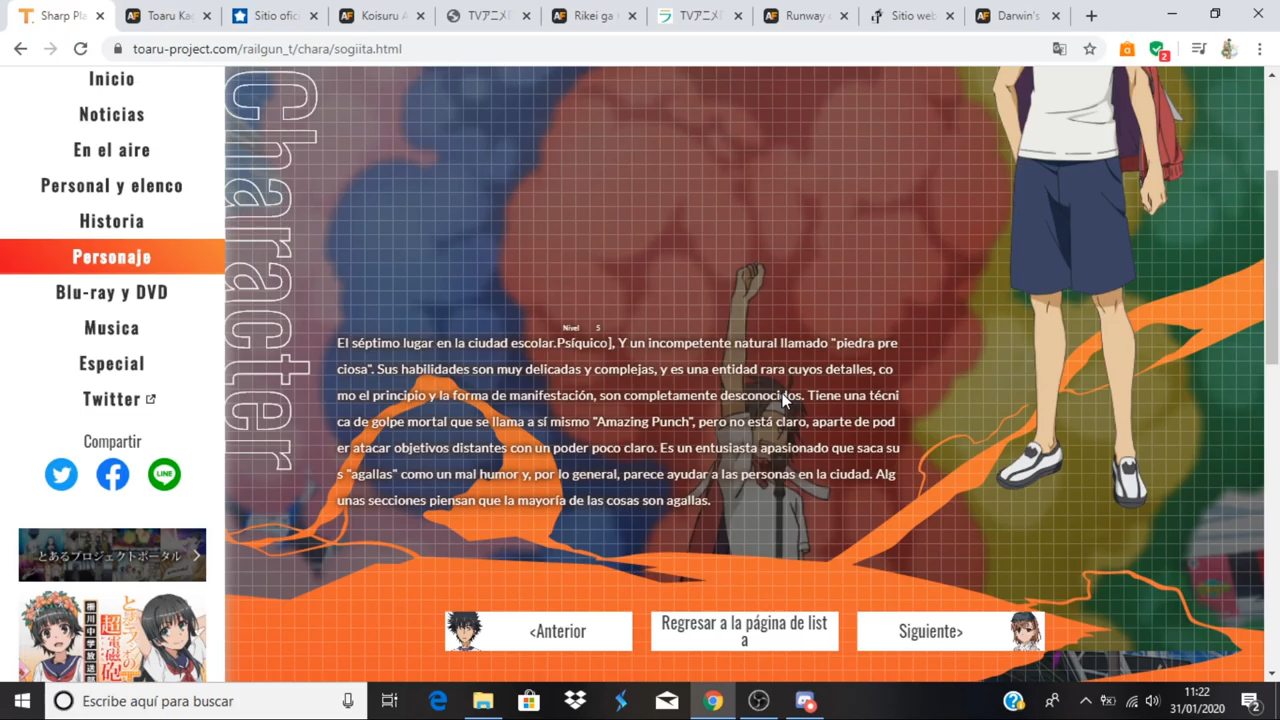 Sharp Pla
Toaru Kag
Sitio ofic
Koisuru A
TVアニメ
Rikei ga K
TVアニメ
Runway d
Sitio web
Darwin's
toaru-project.com/railgun_t/chara/sogiita.html
Inicio
Noticias
En el aire
Personal y elenco
Historia
Personaje
Blu-ray y DVD
Musica
Especial
Twitter
Compartir
LINE
とあるプロジェクトポータル
Character
Nivel 5
El séptimo lugar en la ciudad escolar.Psíquico], Y un incompetente natural llamado "piedra pre
ciosa". Sus habilidades son muy delicadas y complejas, y es una entidad rara cuyos detalles, co
mo el principio y la forma de manifestación, son completamente desconocidos. Tiene una técni
ca de golpe mortal que se llama a sí mismo "Amazing Punch", pero no está claro, aparte de pod
er atacar objetivos distantes con un poder poco claro. Es un entusiasta apasionado que saca su
s "agallas" como un mal humor y, por lo general, parece ayudar a las personas en la ciudad. Alg
unas secciones piensan que la mayoría de las cosas son agallas.
<Anterior
Regresar a la página de list
a
Siguiente>
Escribe aquí para buscar
11:22
31/01/2020